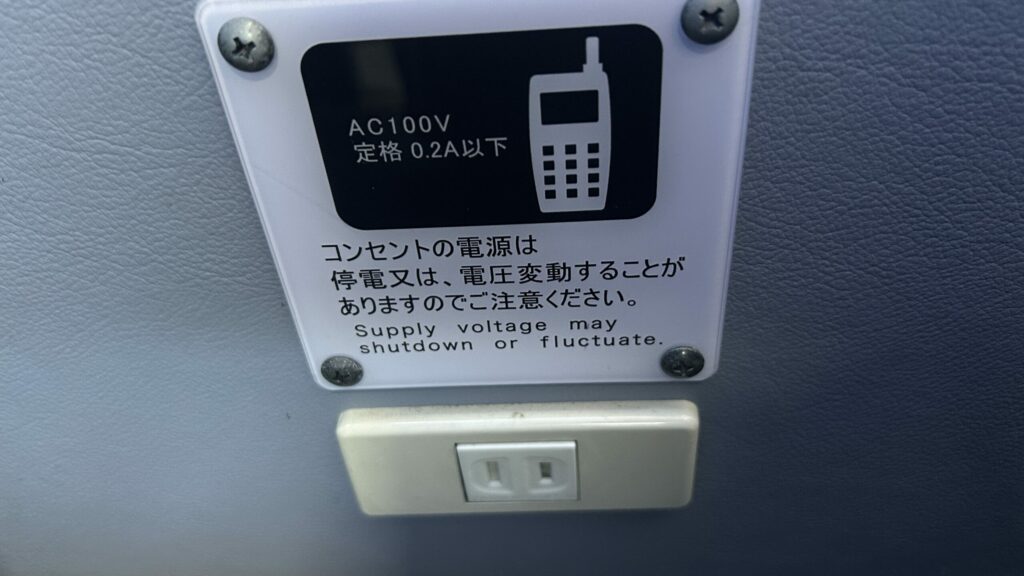 AC100V
定格 0.2A以下
コンセントの電源は
停電又は、電圧変動することが
ありますのでご注意ください。
Supply voltage may
shutdown or fluctuate.